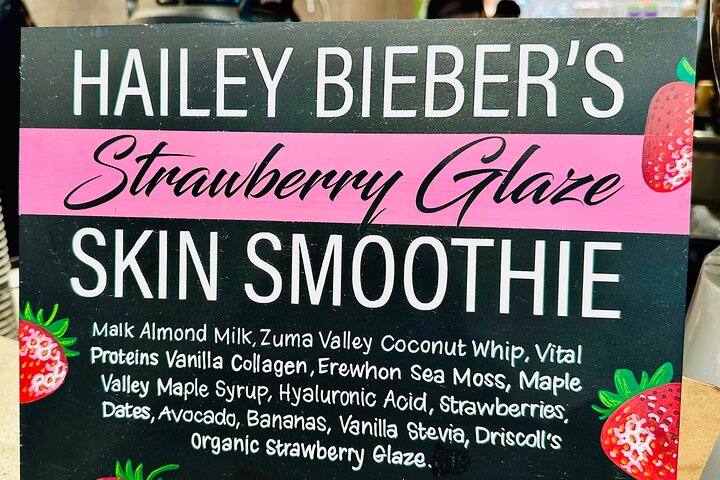 HAILEY BIEBER'S
Strawberry Glaze
SKIN SMOOTHIE
Malk Almond Milk, Zuma Valley Coconut Whip, Vital
Proteins Vanilla Collagen, Erewhon Sea Moss, Maple
Valley Maple Syrup, Hyaluronic Acid, Strawberries,
Dates, Avocado, Bananas, Vanilla Stevia, Driscoll's
Organic Strawberry Glaze.